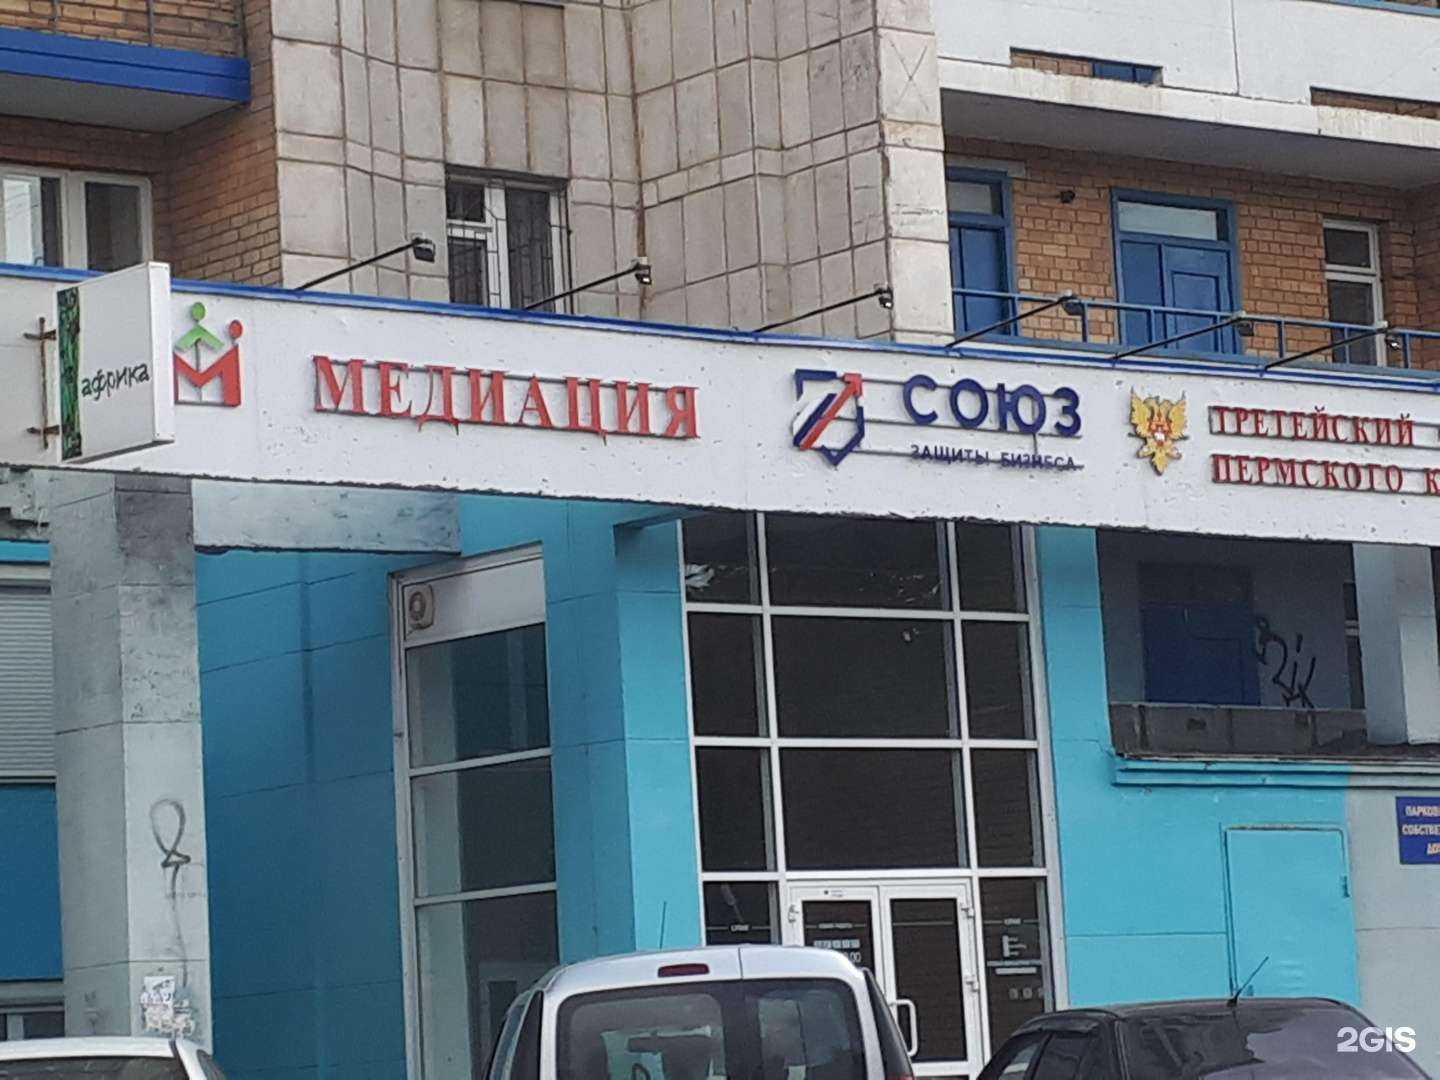 африка
МЕДИАЦИЯ
СОЮЗ
ЗАЩИТЫ БИЗНЕСА
ТРЕТЕЙСКИЙ
ПЕРМСКОГО К
2GIS